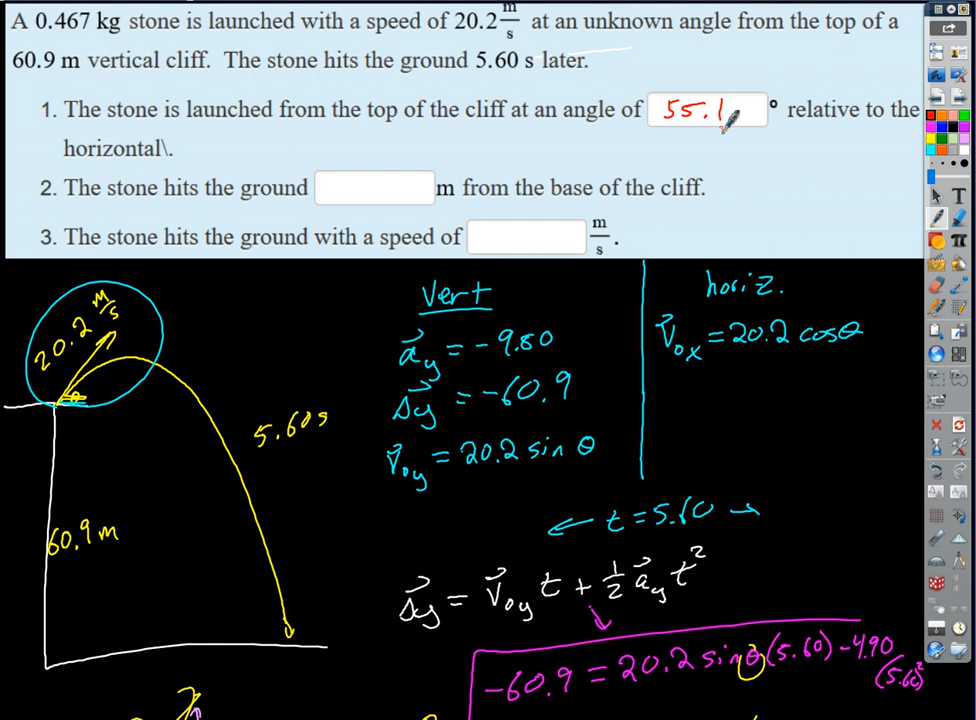 A 0.467 kg stone is launched with a speed of 20.2 m/s at an unknown angle from the top of a
60.9 m vertical cliff. The stone hits the ground 5.60 s later.
1. The stone is launched from the top of the cliff at an angle of 55.1 ° relative to the
horizontal\.
2. The stone hits the ground m from the base of the cliff.
3. The stone hits the ground with a speed of m/s.
20.2 m/s
θ
5.60s
60.9m
Vert
a⃗y = -9.80
Δ⃗y = -60.9
V⃗oy = 20.2 sin θ
horiz.
V⃗ox = 20.2 cosθ
← t = 5.60 →
Δ⃗y = V⃗oy t + ½ a⃗y t²
-60.9 = 20.2 sin θ (5.60) - 4.90
(5.60)²